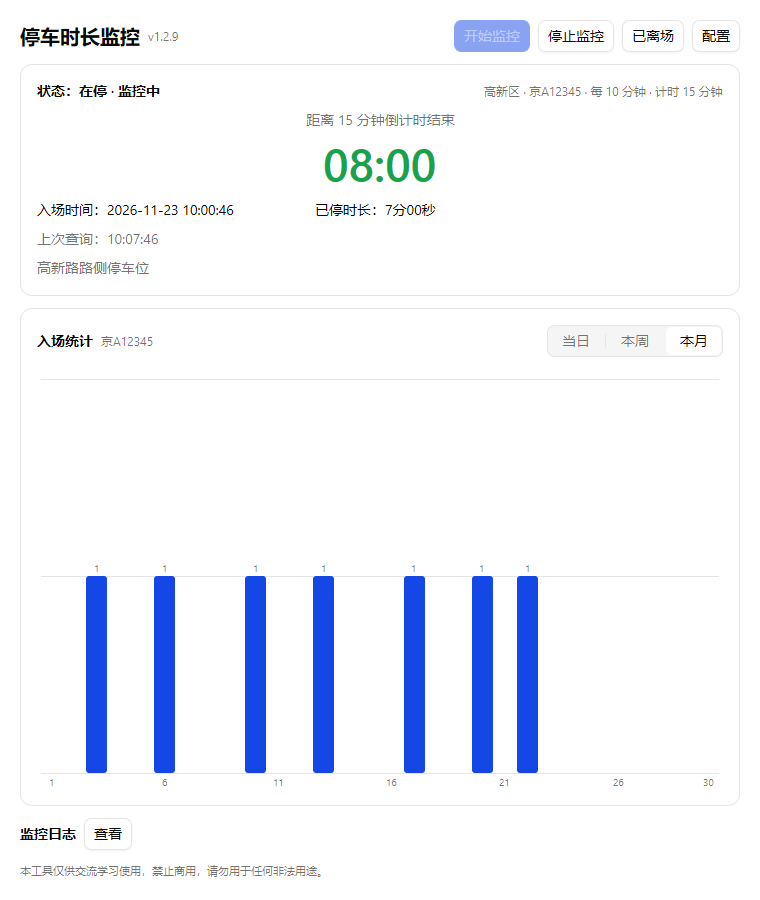 停车时长监控 v1.2.9 开始监控 停止监控 已离场 配置
状态：在停 · 监控中 高新区 · 京A12345 · 每 10 分钟 · 计时 15 分钟
距离 15 分钟倒计时结束
08:00
入场时间：2026-11-23 10:00:46 已停时长：7分00秒
上次查询：10:07:46
高新路路侧停车位
入场统计 京A12345 当日 本周 本月
1 1 1 1 1 1 1
1 6 11 16 21 26 30
监控日志 查看
本工具仅供交流学习使用，禁止商用，请勿用于任何非法用途。